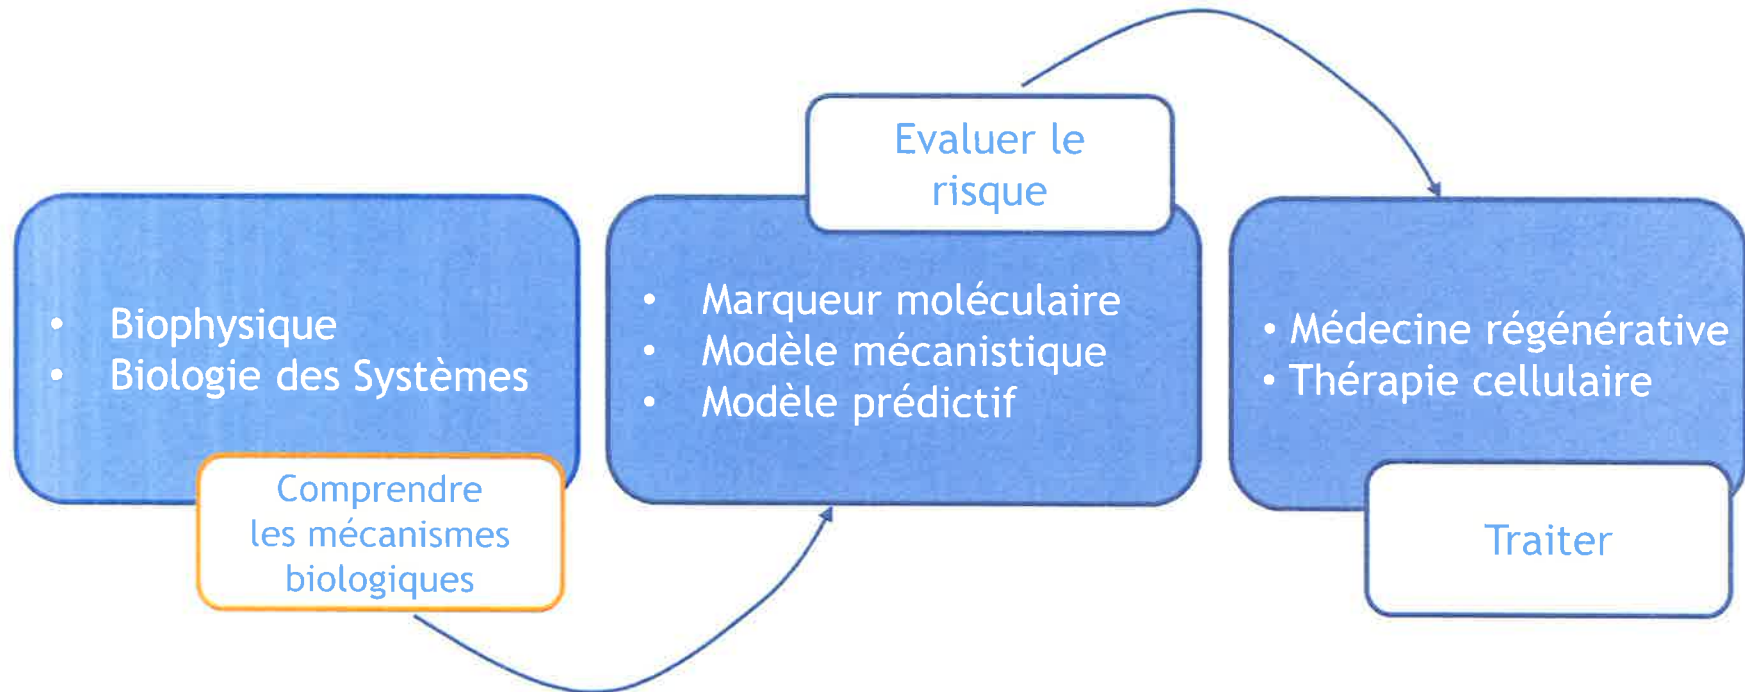 • Biophysique
• Biologie des Systèmes
Comprendre
les mécanismes
biologiques
Evaluer le
risque
• Marqueur moléculaire
• Modèle mécanistique
• Modèle prédictif
• Médecine régénérative
• Thérapie cellulaire
Traiter